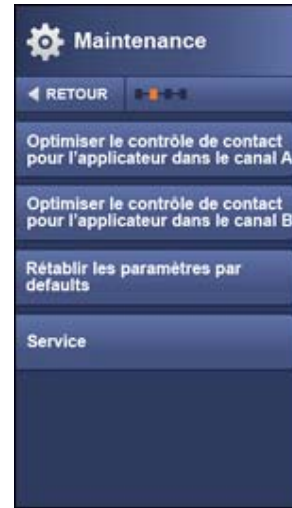 Maintenance
RETOUR
Optimiser le contrôle de contact
pour l'applicateur dans le canal A
Optimiser le contrôle de contact
pour l'applicateur dans le canal B
Rétablir les paramètres par
defaults
Service